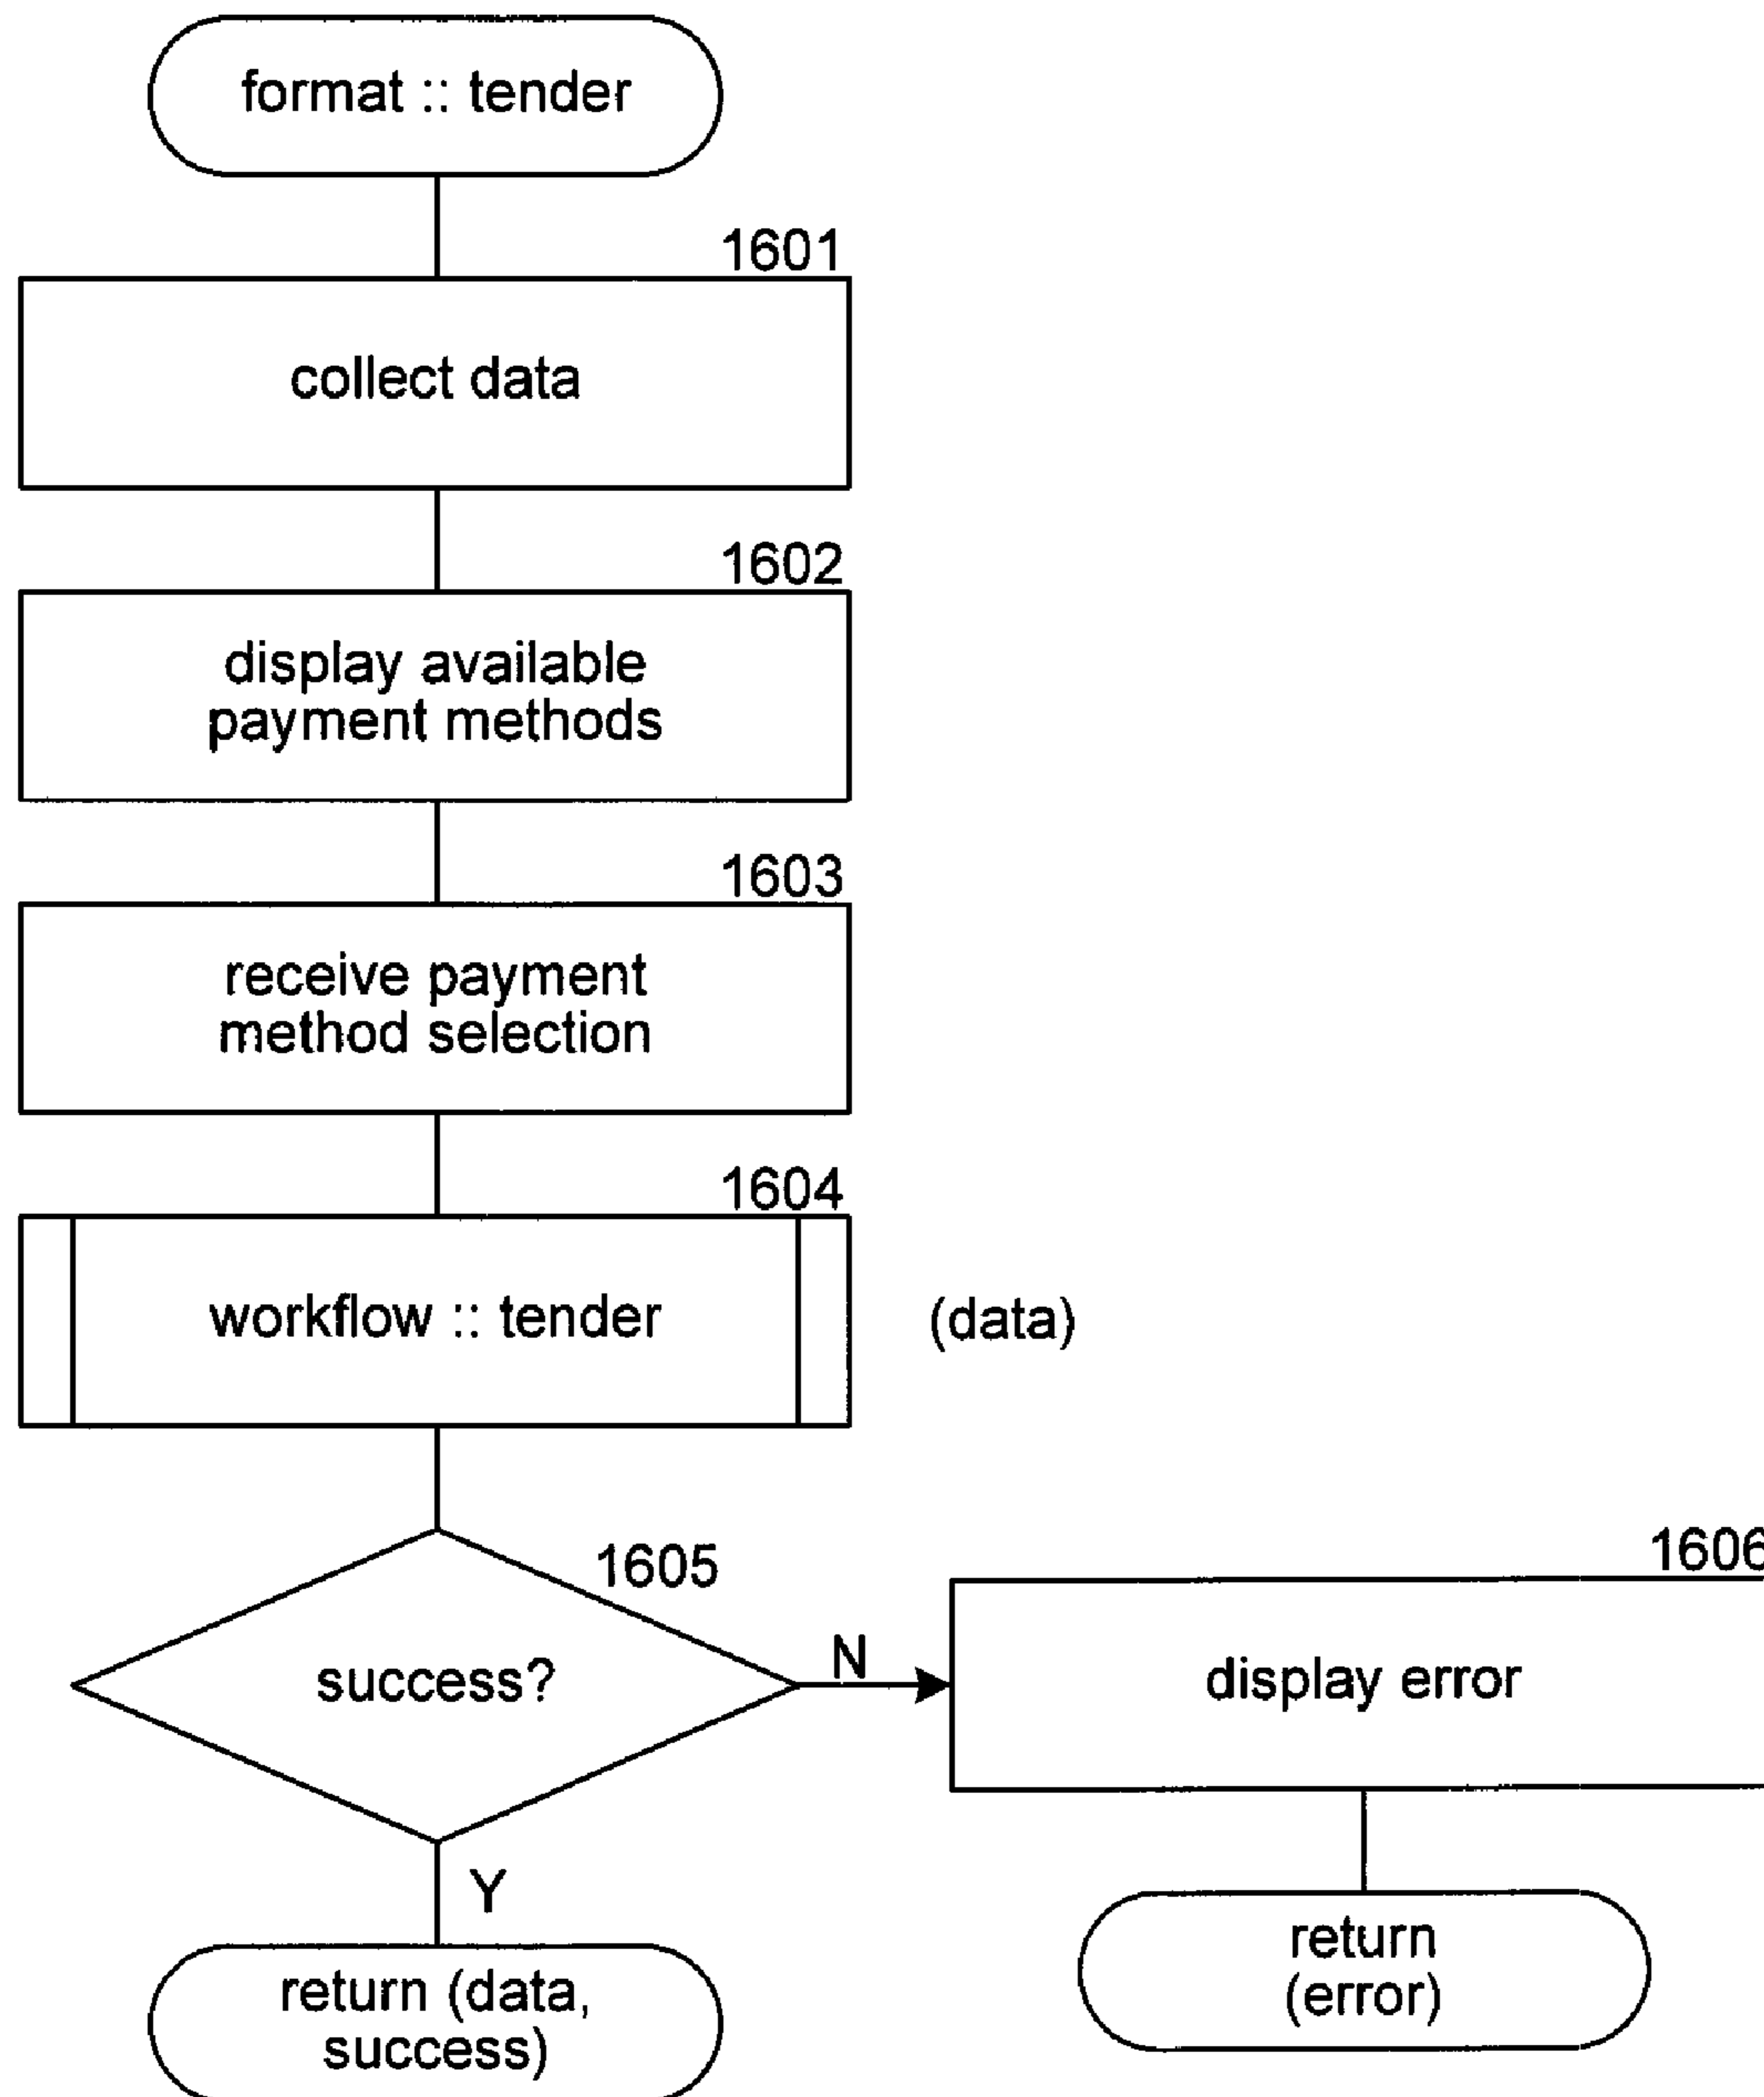 format :: tender
1601
collect data
1602
display available
payment methods
1603
receive payment
method selection
1604
workflow :: tender
(data)
1605
success?
N
1606
display error
Y
return (data,
success)
return
(error)